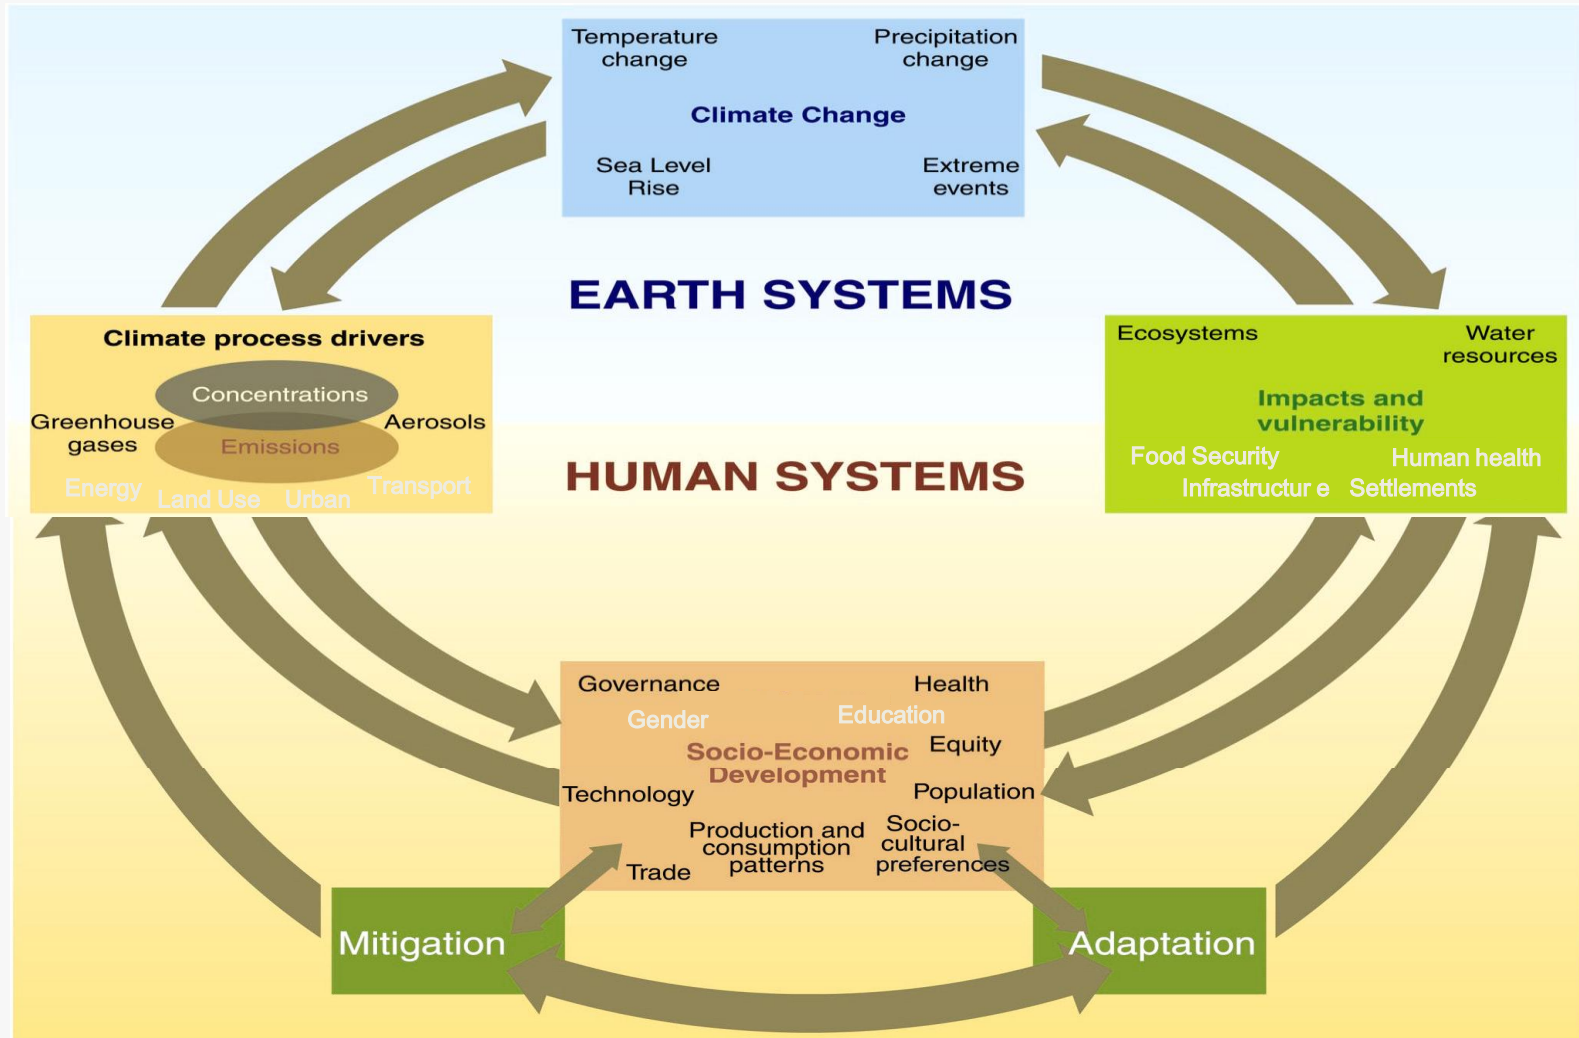 Temperature
change
Precipitation
change
Climate Change
Sea Level
Rise
Extreme
events
EARTH SYSTEMS
Climate process drivers
Concentrations
Greenhouse
gases
Aerosols
Emissions
Energy
Land Use
Urban
Transport
Ecosystems
Water
resources
Impacts and
vulnerability
Food Security
Human health
Infrastructur e
Settlements
HUMAN SYSTEMS
Governance
Health
Gender
Education
Socio-Economic
Development
Equity
Technology
Population
Production and
consumption
patterns
Socio-
cultural
preferences
Trade
Mitigation
Adaptation